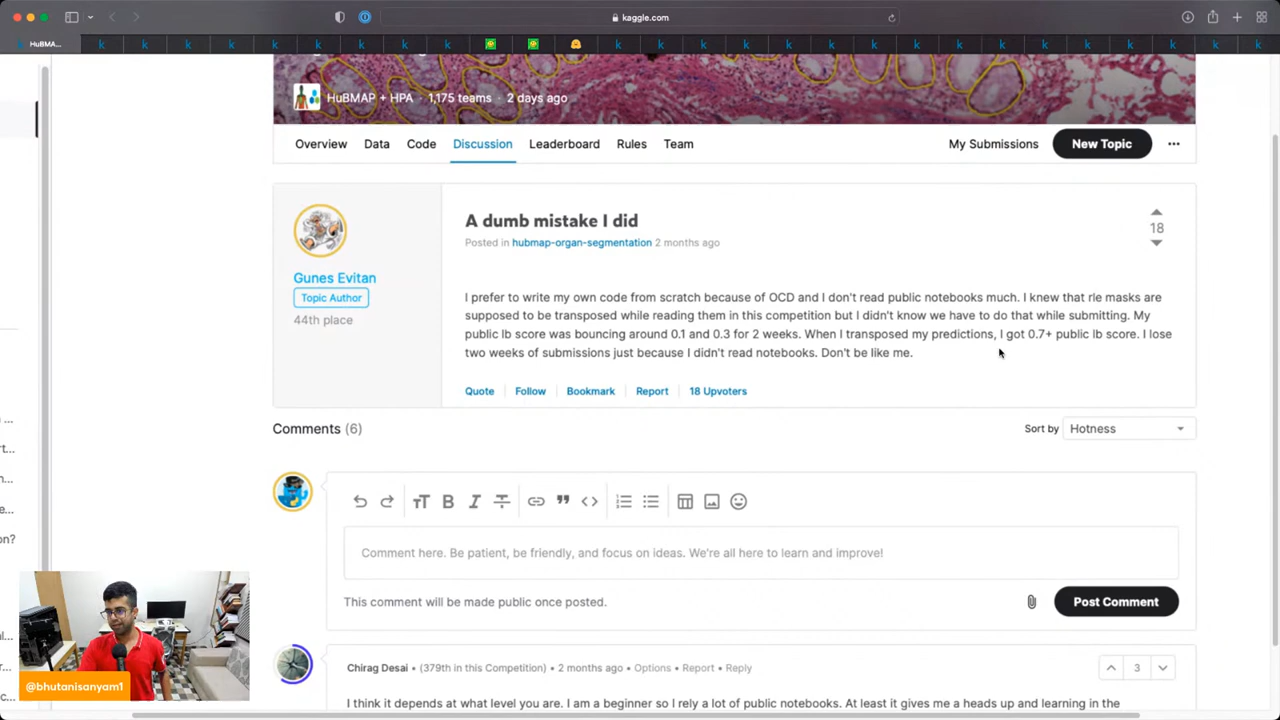 kaggle.com
HuBMA...
HuBMAP + HPA · 1,175 teams · 2 days ago
Overview Data Code Discussion Leaderboard Rules Team My Submissions New Topic
A dumb mistake I did
Posted in hubmap-organ-segmentation 2 months ago
18
Gunes Evitan
Topic Author
44th place
I prefer to write my own code from scratch because of OCD and I don't read public notebooks much. I knew that rle masks are
supposed to be transposed while reading them in this competition but I didn't know we have to do that while submitting. My
public lb score was bouncing around 0.1 and 0.3 for 2 weeks. When I transposed my predictions, I got 0.7+ public lb score. I lose
two weeks of submissions just because I didn't read notebooks. Don't be like me.
Quote Follow Bookmark Report 18 Upvoters
Comments (6)
Sort by Hotness
Comment here. Be patient, be friendly, and focus on ideas. We're all here to learn and improve!
This comment will be made public once posted.
Post Comment
Chirag Desai • (379th in this Competition) • 2 months ago • Options • Report • Reply
3
I think it depends at what level you are. I am a beginner so I rely a lot of public notebooks. At least it gives me a heads up and learning in the
@bhutanisanyam1